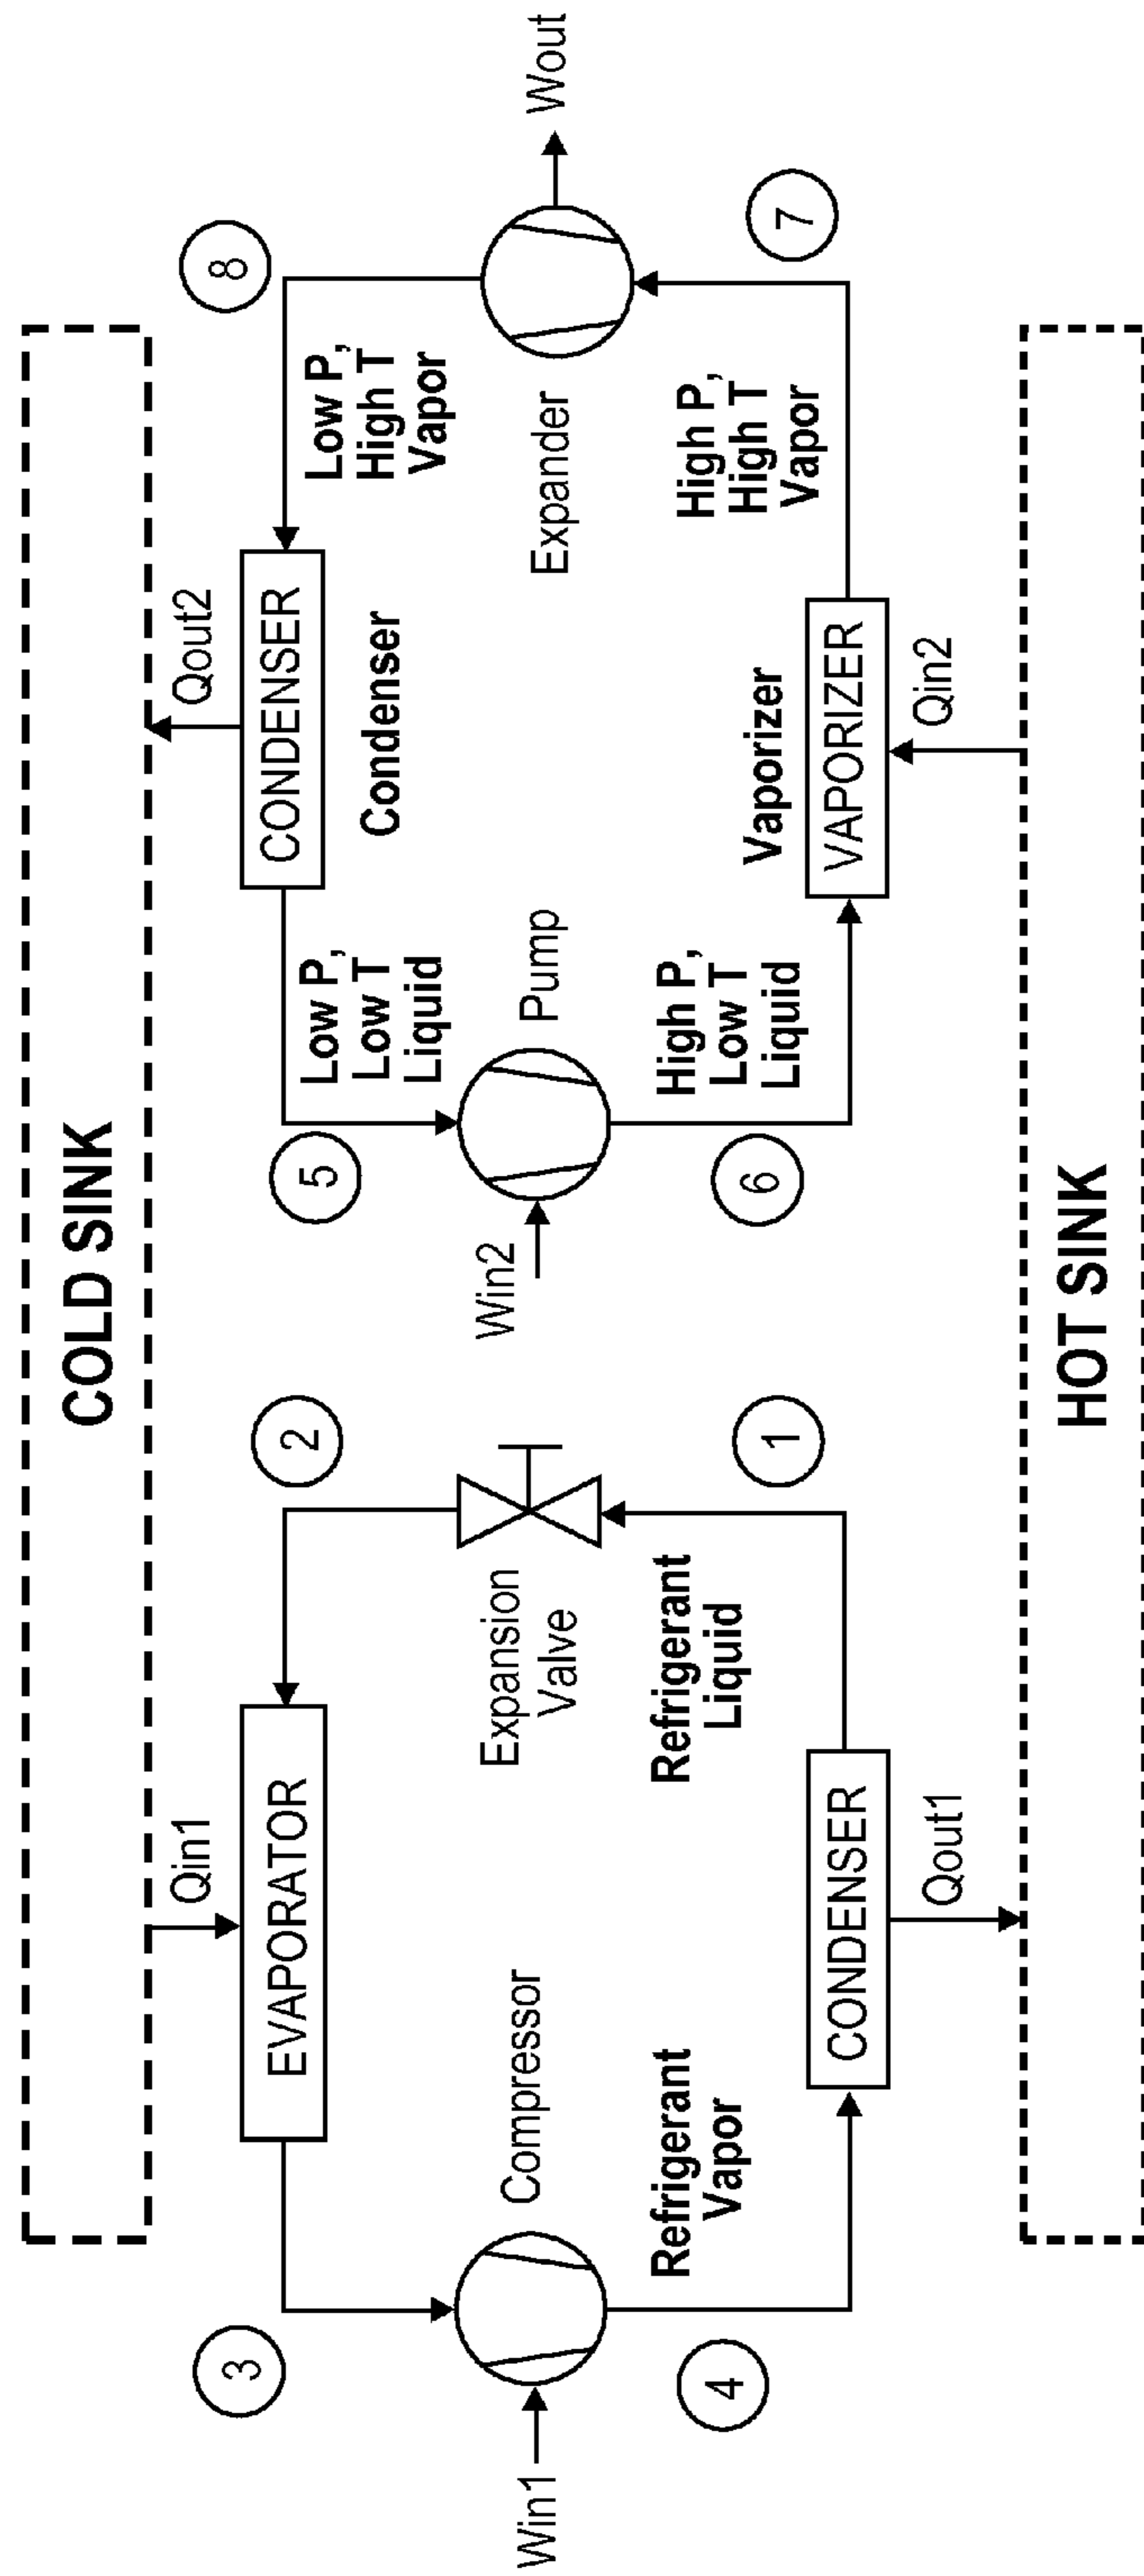 COLD SINK
Qin1
Qout2
3
EVAPORATOR
2
5
CONDENSER
8
Low P,
Low T
Liquid
Condenser
Low P,
High T
Vapor
Win1
Compressor
Expansion
Valve
Win2
Pump
Expander
Wout
4
Refrigerant
Vapor
Refrigerant
Liquid
1
6
High P,
Low T
Liquid
Vaporizer
High P,
High T
Vapor
7
CONDENSER
VAPORIZER
Qout1
Qin2
HOT SINK